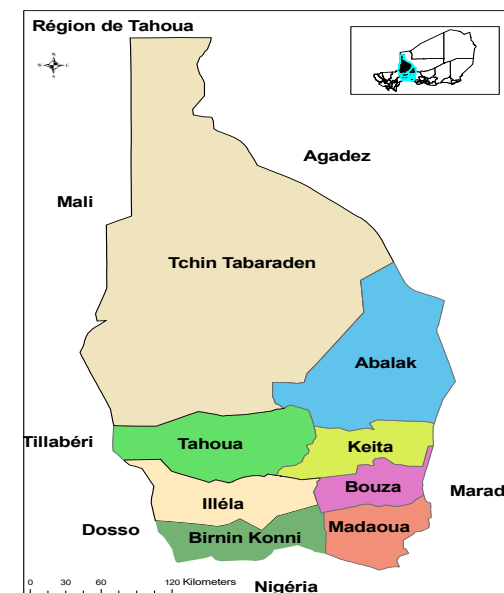 Région de Tahoua
N
W E
S
Agadez
Mali
Tchin Tabaraden
Abalak
Tillabéri
Tahoua
Keita
Bouza
Marad
Illéla
Dosso
Madaoua
Birnin Konni
0 30 60 120 Kilometers
Nigéria